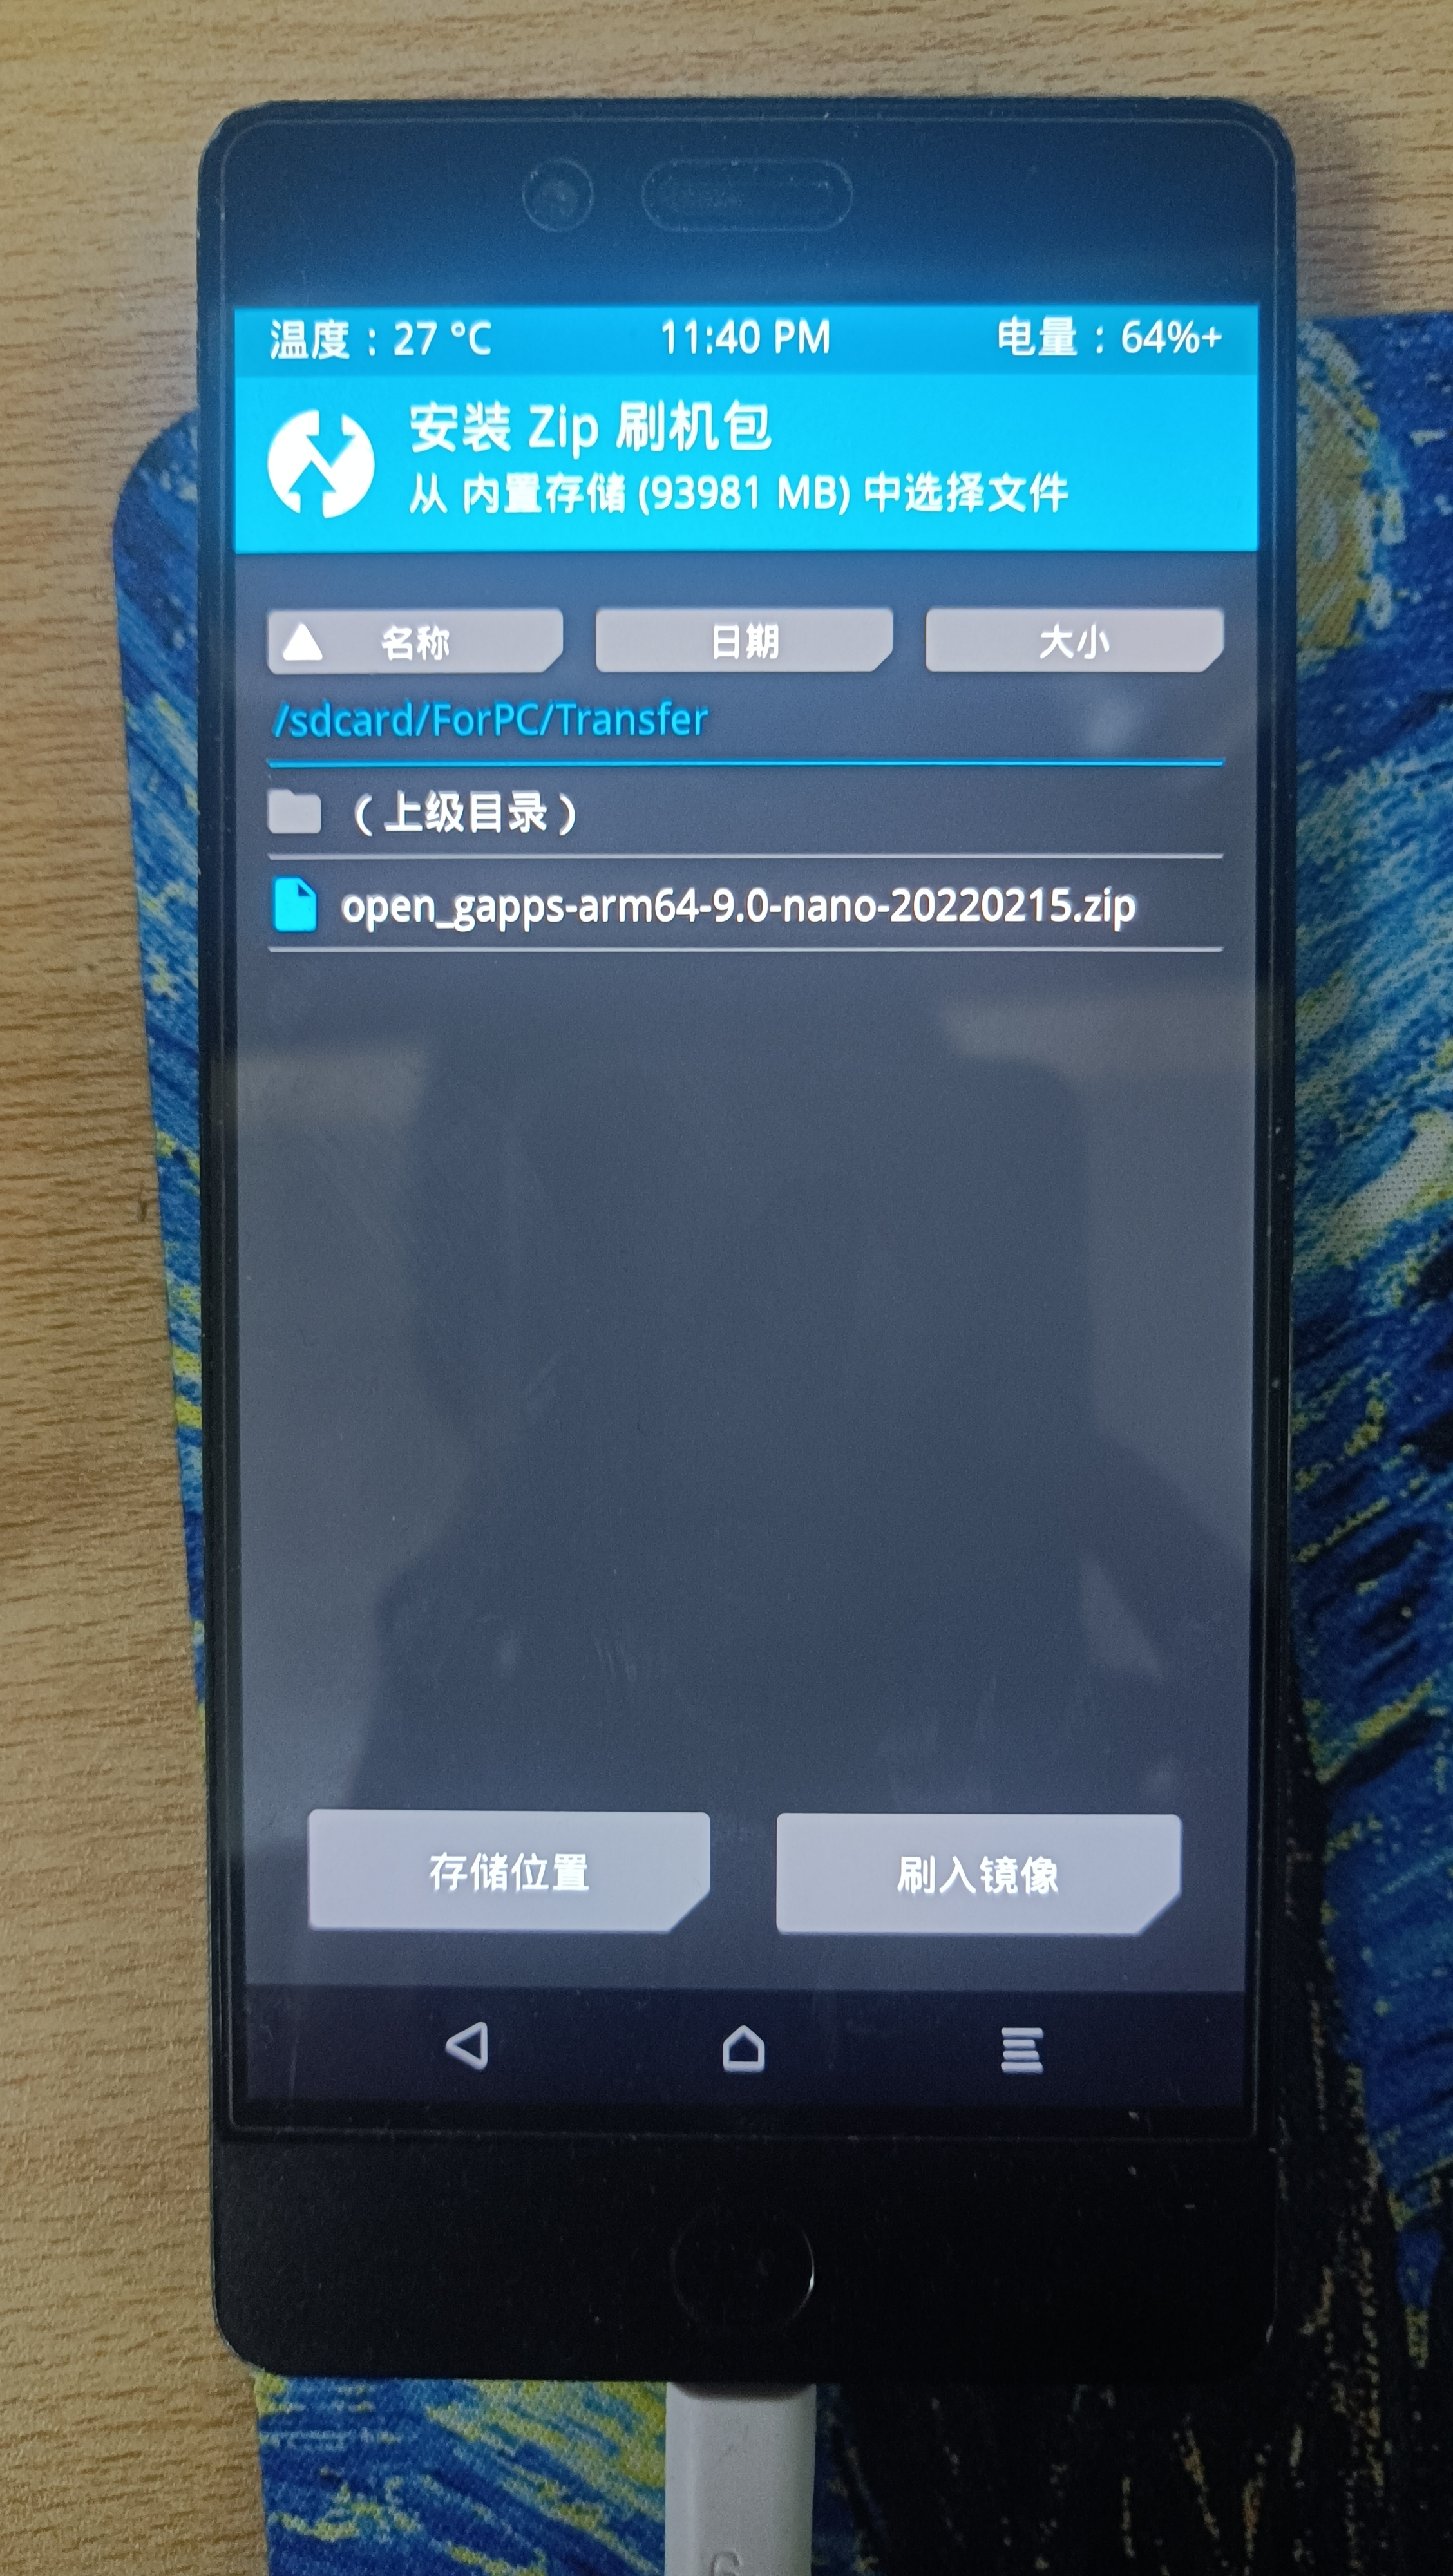 温度：27 °C 11:40 PM 电量：64%+
安装 Zip 刷机包
从 内置存储 (93981 MB) 中选择文件
名称 日期 大小
/sdcard/ForPC/Transfer
（上级目录）
open_gapps-arm64-9.0-nano-20220215.zip
存储位置 刷入镜像